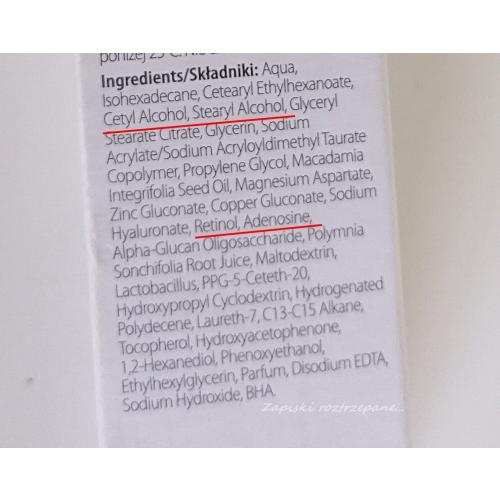 poniżej 25°C.
Ingredients/Składniki: Aqua,
Isohexadecane, Cetearyl Ethylhexanoate,
Cetyl Alcohol, Stearyl Alcohol, Glyceryl
Stearate Citrate, Glycerin, Sodium
Acrylate/Sodium Acryloyldimethyl Taurate
Copolymer, Propylene Glycol, Macadamia
Integrifolia Seed Oil, Magnesium Aspartate,
Zinc Gluconate, Copper Gluconate, Sodium
Hyaluronate, Retinol, Adenosine,
Alpha-Glucan Oligosaccharide, Polymnia
Sonchifolia Root Juice, Maltodextrin,
Lactobacillus, PPG-5-Ceteth-20,
Hydroxypropyl Cyclodextrin, Hydrogenated
Polydecene, Laureth-7, C13-C15 Alkane,
Tocopherol, Hydroxyacetophenone,
1,2-Hexanediol, Phenoxyethanol,
Ethylhexylglycerin, Parfum, Disodium EDTA,
Sodium Hydroxide, BHA.
Zapiski roztrzepane...